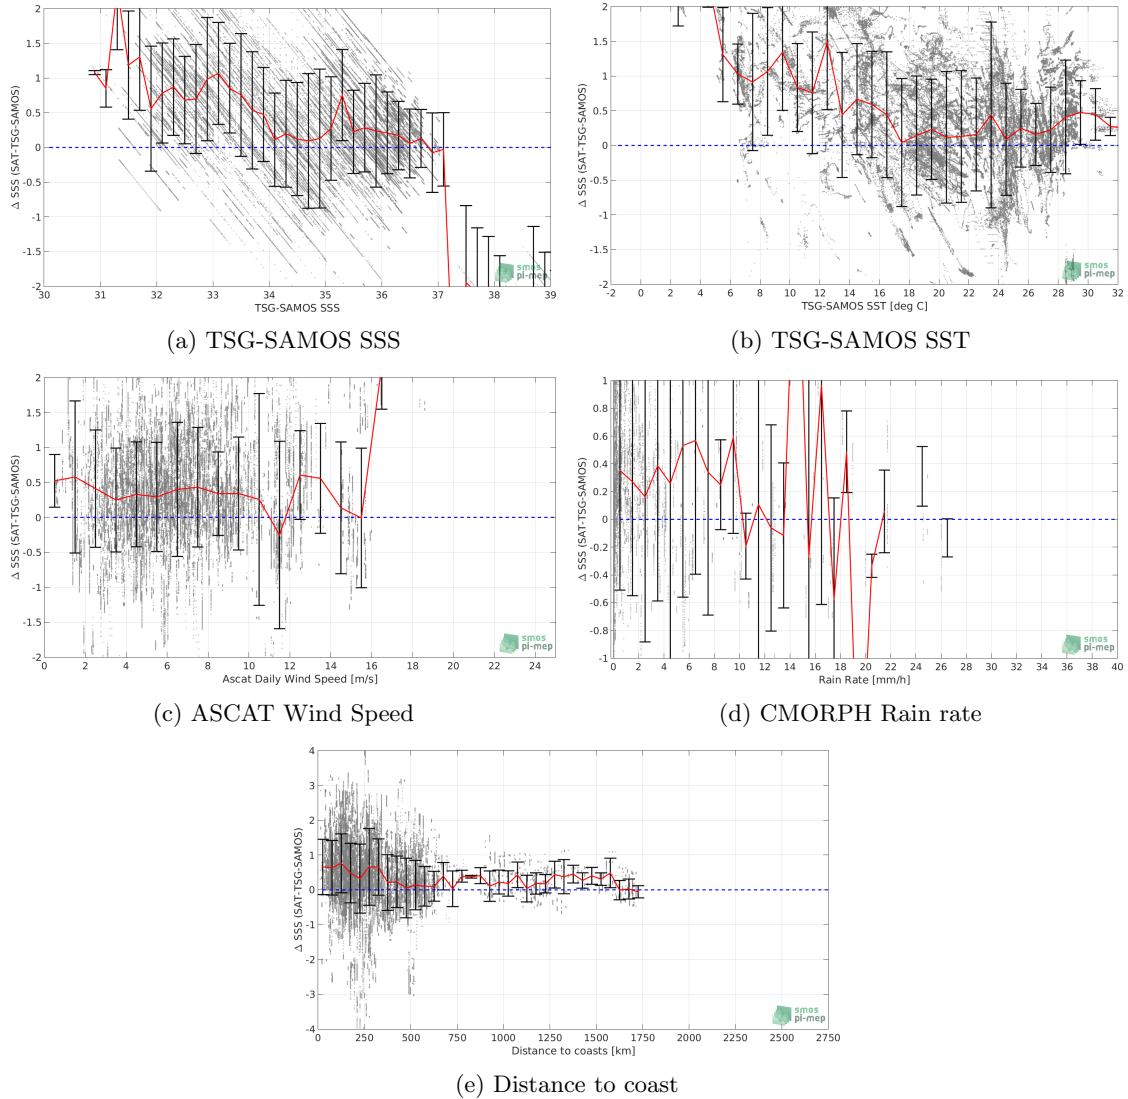 2
1.5
1
0.5
0
-0.5
-1
-1.5
-2
Δ SSS (SAT-TSG-SAMOS)
30 31 32 33 34 35 36 37 38 39
TSG-SAMOS SSS
smos
pi-mep
(a) TSG-SAMOS SSS
2
1.5
1
0.5
0
-0.5
-1
-1.5
-2
Δ SSS (SAT-TSG-SAMOS)
-2 0 2 4 6 8 10 12 14 16 18 20 22 24 26 28 30 32
TSG-SAMOS SST [deg C]
smos
pi-mep
(b) TSG-SAMOS SST
2
1.5
1
0.5
0
-0.5
-1
-1.5
-2
Δ SSS (SAT-TSG-SAMOS)
0 2 4 6 8 10 12 14 16 18 20 22 24
Ascat Daily Wind Speed [m/s]
smos
pi-mep
(c) ASCAT Wind Speed
1
0.8
0.6
0.4
0.2
0
-0.2
-0.4
-0.6
-0.8
-1
Δ SSS (SAT-TSG-SAMOS)
0 2 4 6 8 10 12 14 16 18 20 22 24 26 28 30 32 34 36 38 40
Rain Rate [mm/h]
smos
pi-mep
(d) CMORPH Rain rate
4
3
2
1
0
-1
-2
-3
-4
Δ SSS (SAT-TSG-SAMOS)
0 250 500 750 1000 1250 1500 1750 2000 2250 2500 2750
Distance to coasts [km]
smos
pi-mep
(e) Distance to coast